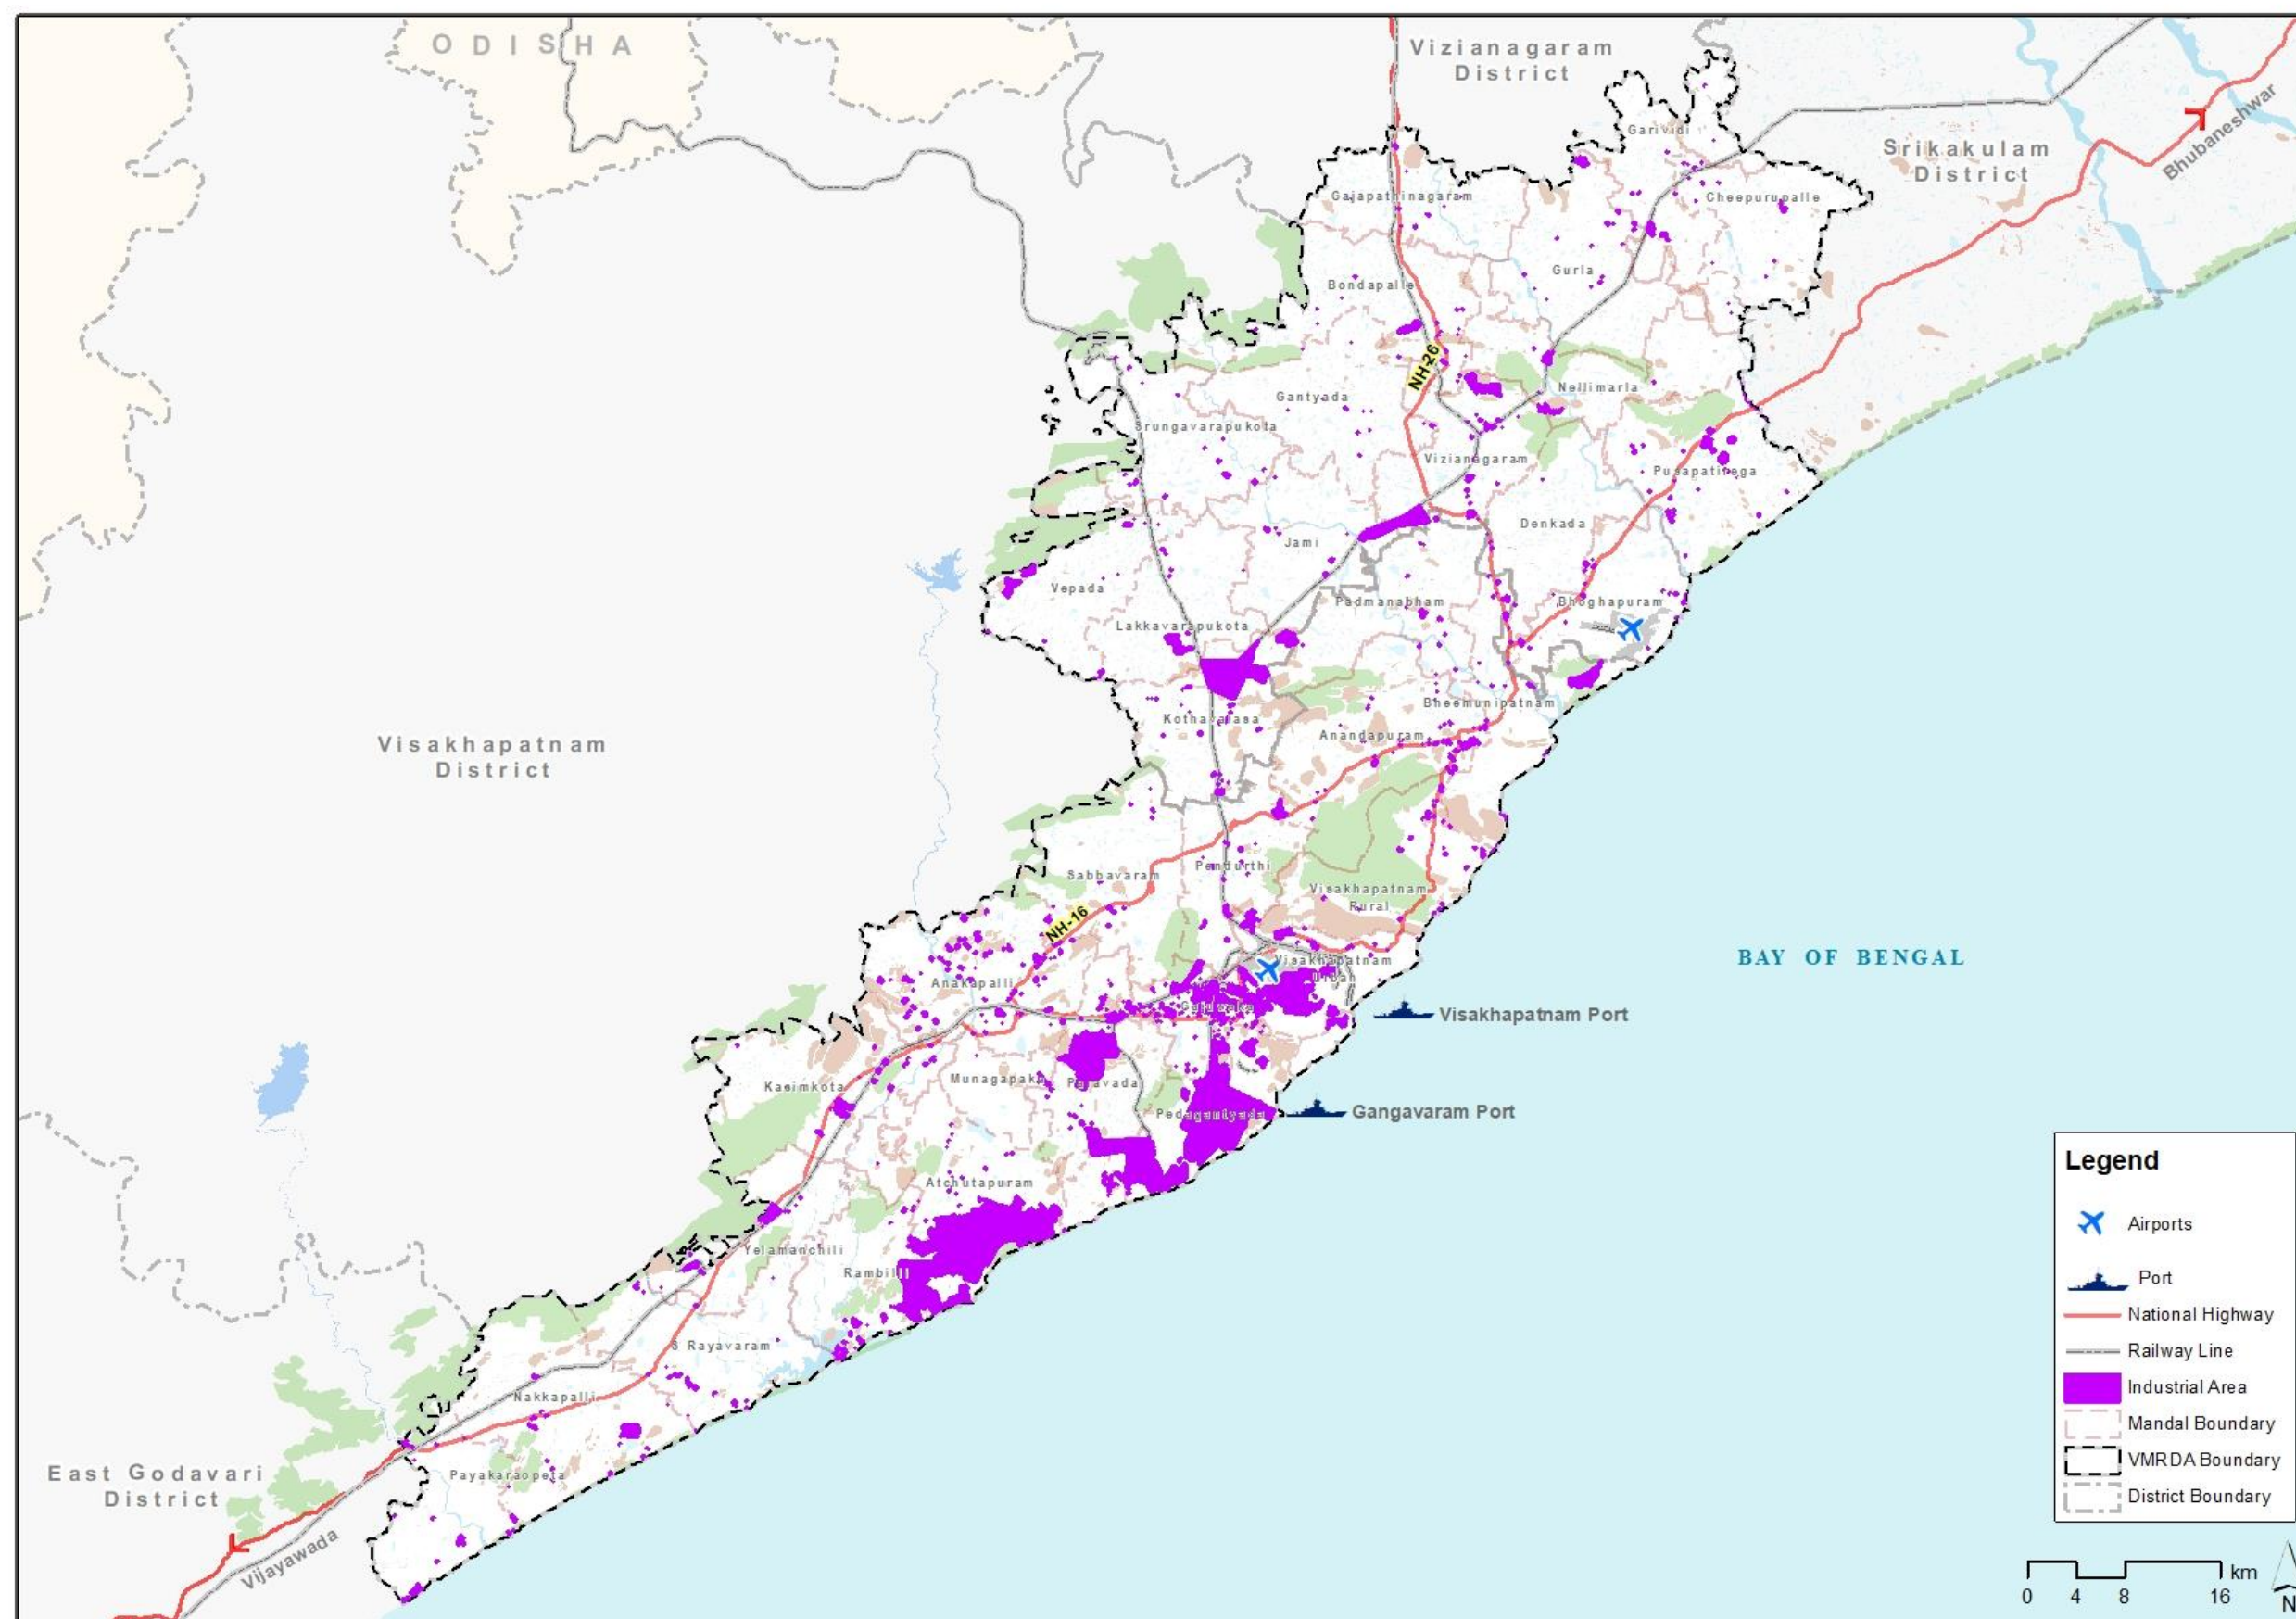 ODISHA
Vizianagaram
District
Garividi
Srikakulam
District
Bhubaneshwar
Gajapathinagaram
Cheepurupalle
Gurla
Bondapalle
NH-26
Nellimarla
Gantyada
Srungavarapukota
Vizianagaram
Pusapatirega
Denkada
Jami
Vepada
Padmanabham
Bhoghapuram
Lakkavarapukota
Bheemunipatnam
Kothavalasa
Anandapuram
Visakhapatnam
District
Pendurthi
Sabbavaram
Visakhapatnam
Rural
NH-16
BAY OF BENGAL
Visakhapatnam
Urban
Anakapalli
Gajuwaka
Visakhapatnam Port
Munagapaka
Paravada
Kasimkota
Pedagantyada
Gangavaram Port
Atchutapuram
Yelamanchili
Rambilli
S Rayavaram
Nakkapalli
Payakaraopeta
East Godavari
District
Vijayawada
Legend
Airports
Port
National Highway
Railway Line
Industrial Area
Mandal Boundary
VMRDA Boundary
District Boundary
km
0 4 8 16
N